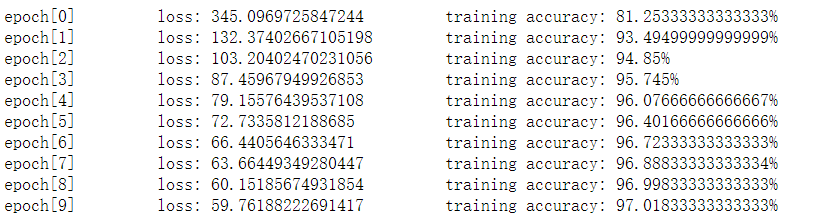 epoch[0] loss: 345.0969725847244 training accuracy: 81.25333333333333%
epoch[1] loss: 132.37402667105198 training accuracy: 93.49499999999999%
epoch[2] loss: 103.20402470231056 training accuracy: 94.85%
epoch[3] loss: 87.45967949926853 training accuracy: 95.745%
epoch[4] loss: 79.15576439537108 training accuracy: 96.07666666666667%
epoch[5] loss: 72.7335812188685 training accuracy: 96.40166666666666%
epoch[6] loss: 66.4405646333471 training accuracy: 96.72333333333333%
epoch[7] loss: 63.66449349280447 training accuracy: 96.88833333333334%
epoch[8] loss: 60.15185674931854 training accuracy: 96.99833333333333%
epoch[9] loss: 59.76188222691417 training accuracy: 97.01833333333333%